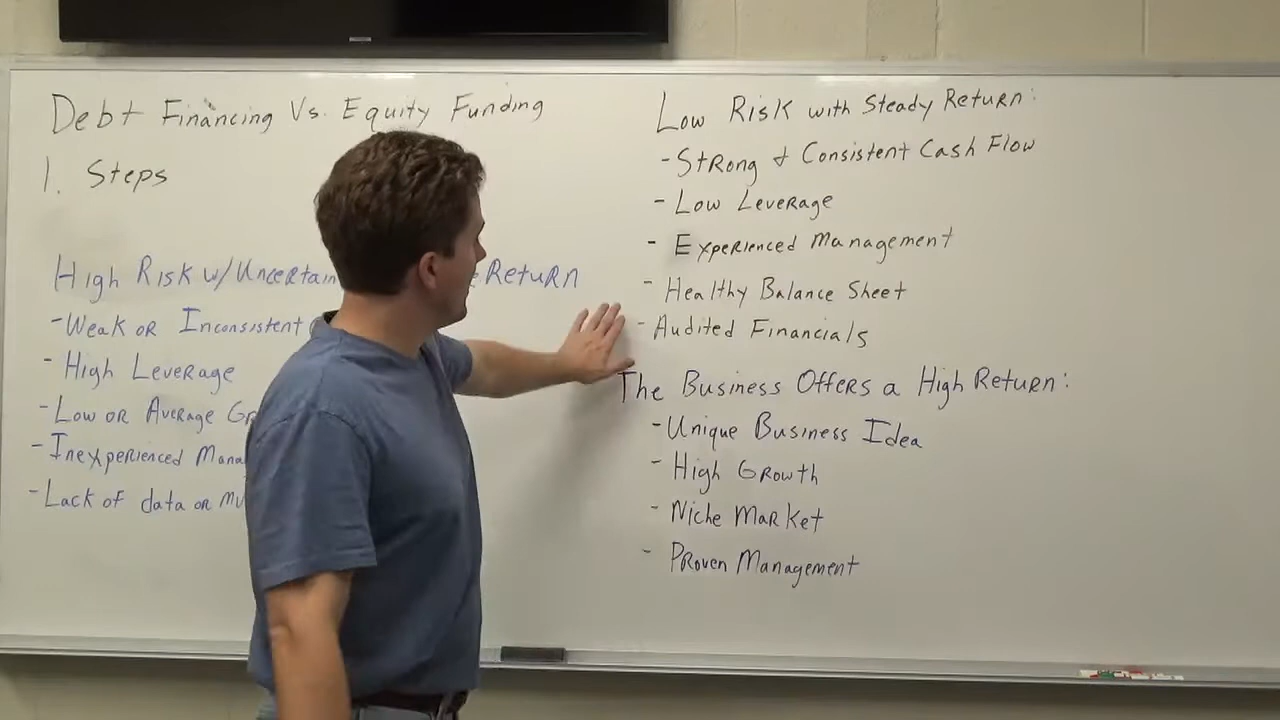 Debt Financing Vs. Equity Funding
1. Steps
High Risk w/Uncertain Return
-Weak or Inconsistent
- High Leverage
-Low or Average
-Inexperienced
-Lack of data or
Low Risk with Steady Return:
-Strong & Consistent Cash Flow
- Low Leverage
- Experienced Management
- Healthy Balance Sheet
- Audited Financials
The Business Offers a High Return:
-Unique Business Idea
- High Growth
- Niche Market
- Proven Management